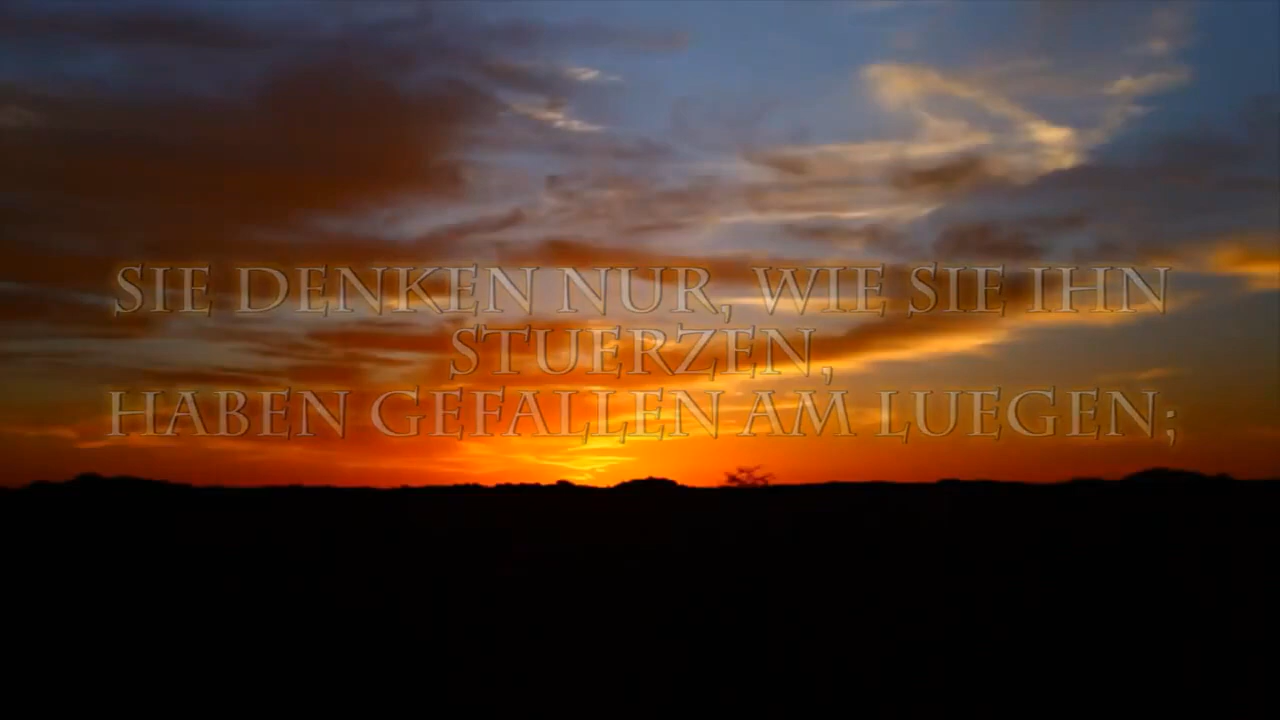 SIE DENKEN NUR, WIE SIE IHN
STUERZEN,
HABEN GEFALLEN AM LUEGEN;